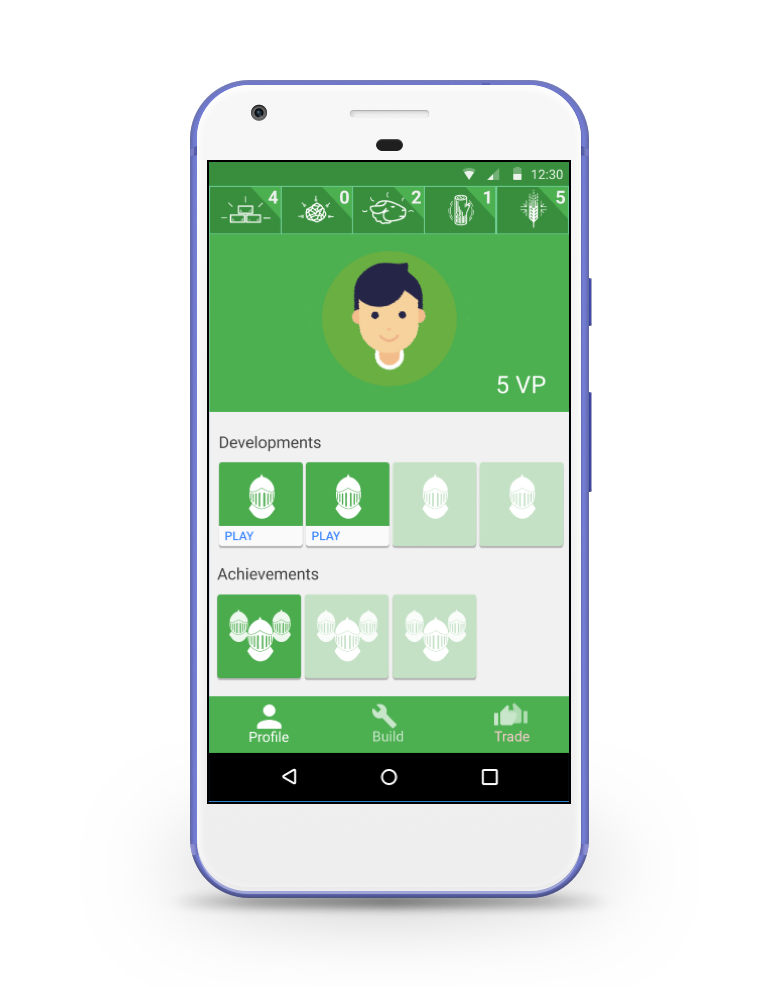 12:30
4 0 2 1 5
5 VP
Developments
PLAY PLAY
Achievements
Profile Build Trade